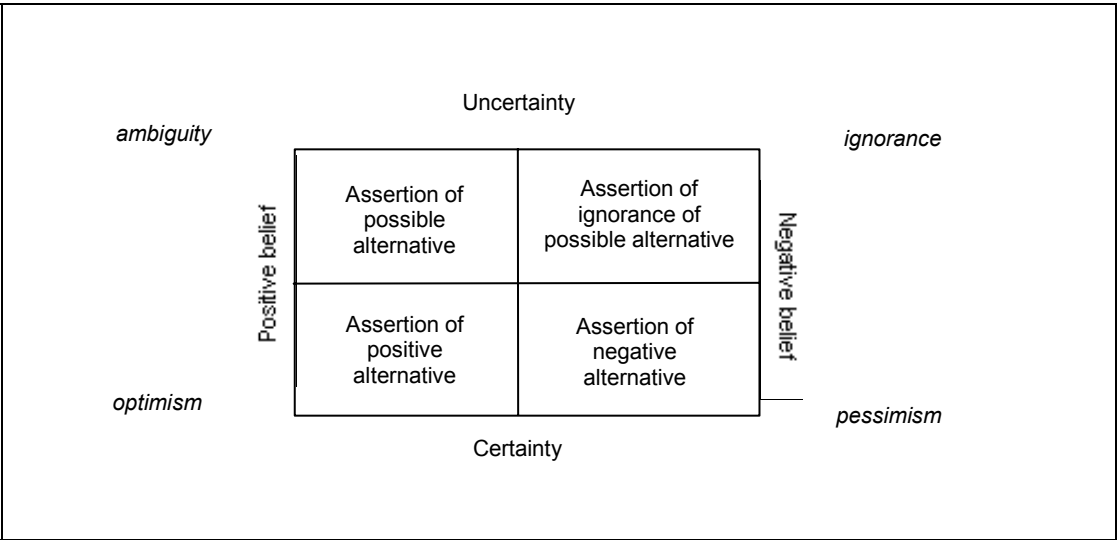 Uncertainty
ambiguity
ignorance
Positive belief
Assertion of
possible
alternative
Assertion of
ignorance of
possible alternative
Negative belief
Assertion of
positive
alternative
Assertion of
negative
alternative
optimism
pessimism
Certainty